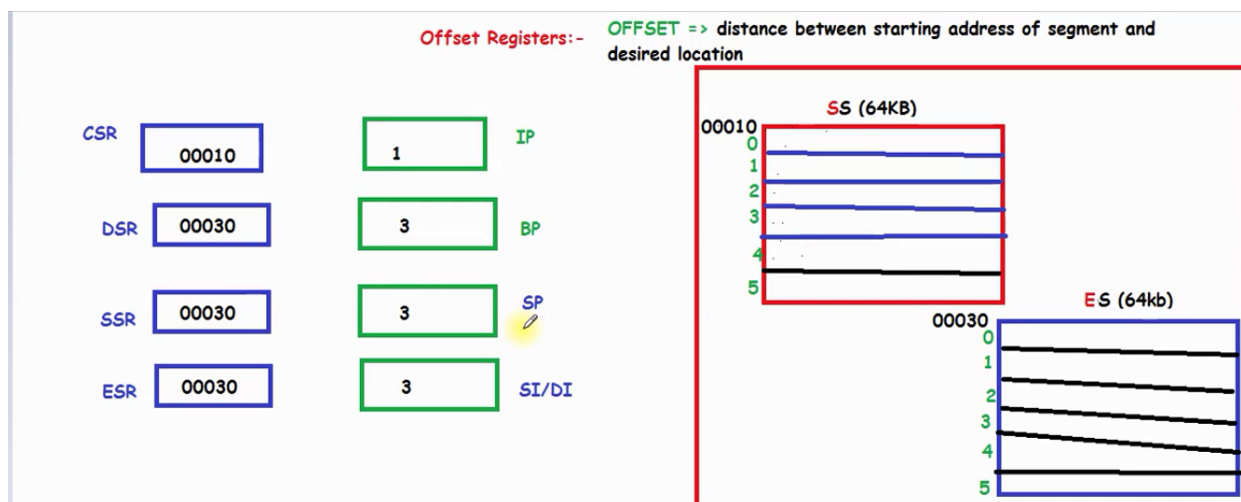 Offset Registers:-
OFFSET => distance between starting address of segment and
desired location
CSR
00010
1
IP
DSR
00030
3
BP
SSR
00030
3
SP
ESR
00030
3
SI/DI
SS (64KB)
00010
0
1
2
3
4
5
ES (64kb)
00030
0
1
2
3
4
5